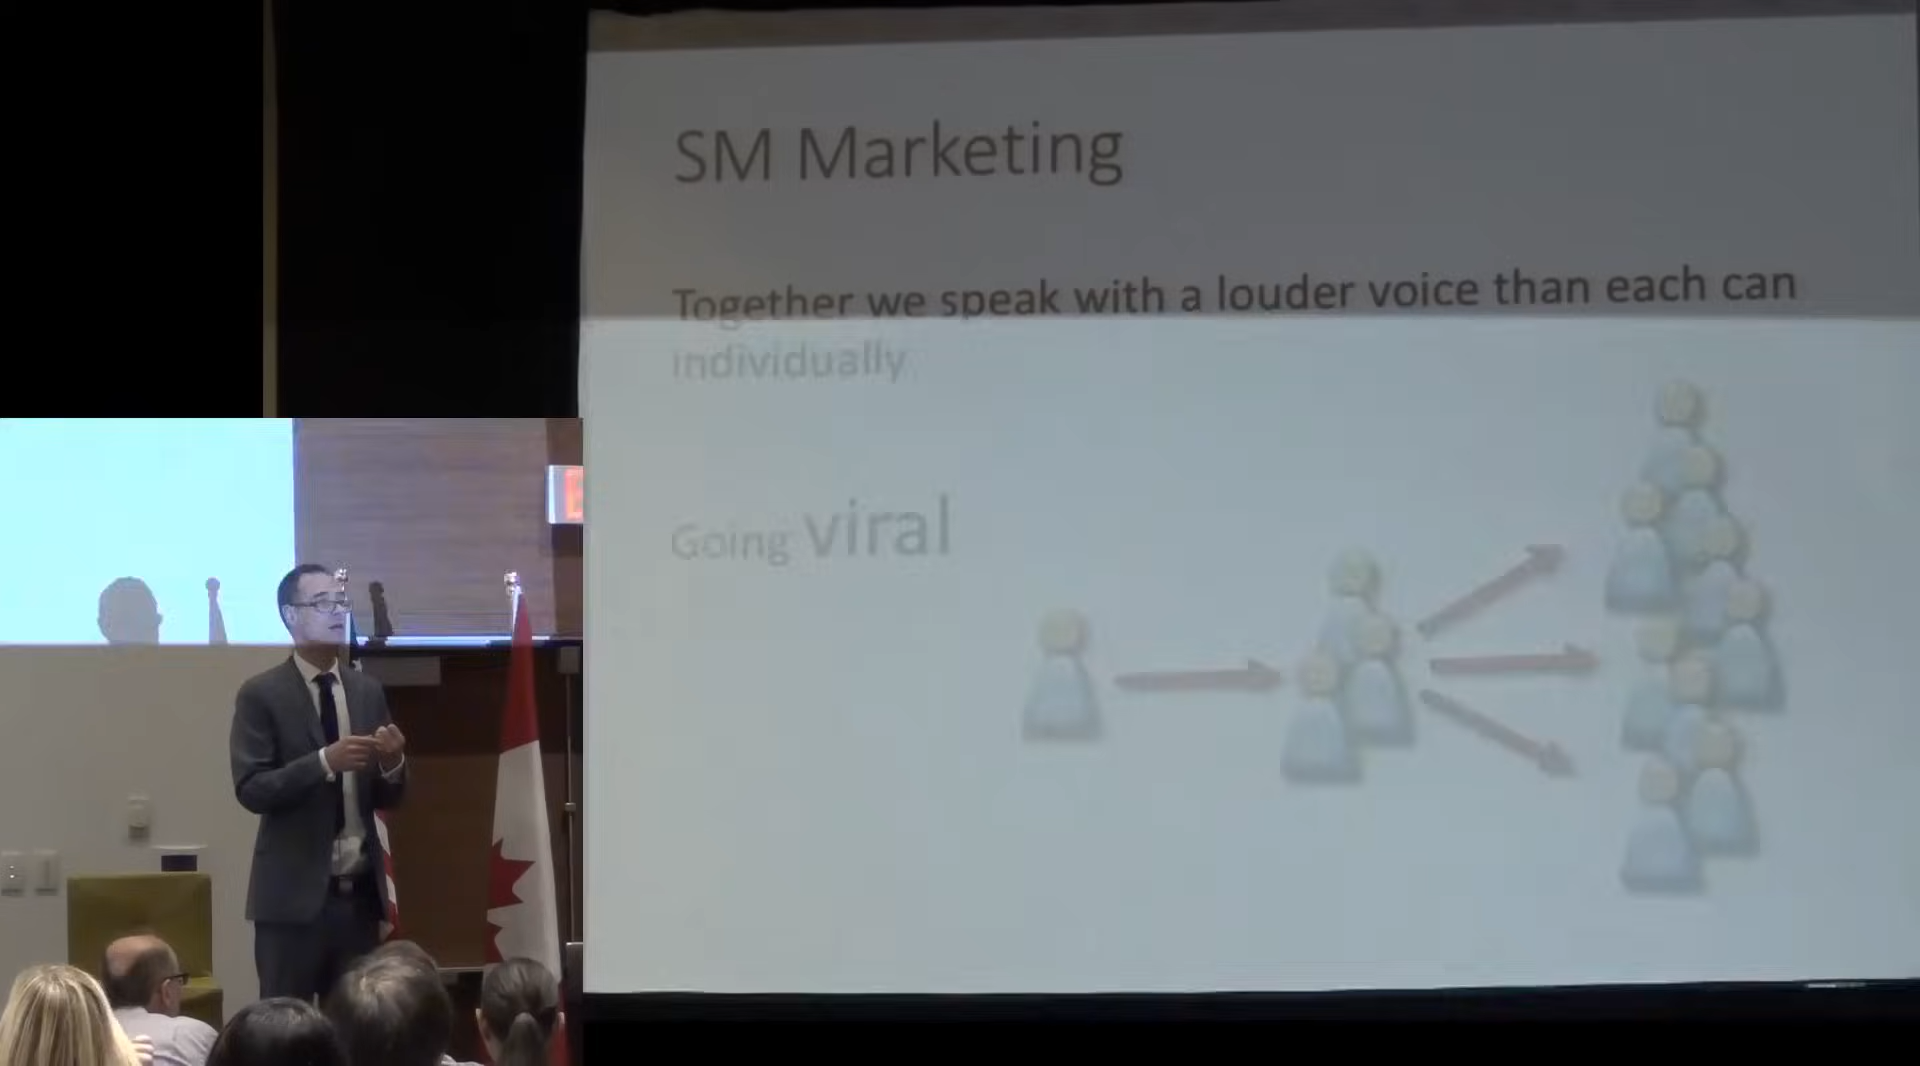 SM Marketing
Together we speak with a louder voice than each can
individually
Going viral
E